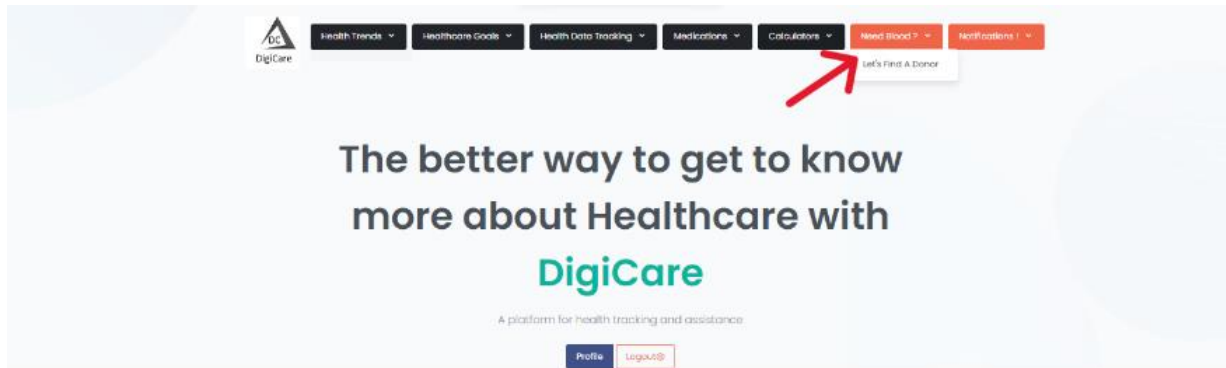 DC
DigiCare
Health Trends
Healthcare Goals
Health Data Tracking
Medications
Calculators
Need Blood ?
Notifications !
Let's Find A Donor
The better way to get to know
more about Healthcare with
DigiCare
A platform for health tracking and assistance
Profile
Logout